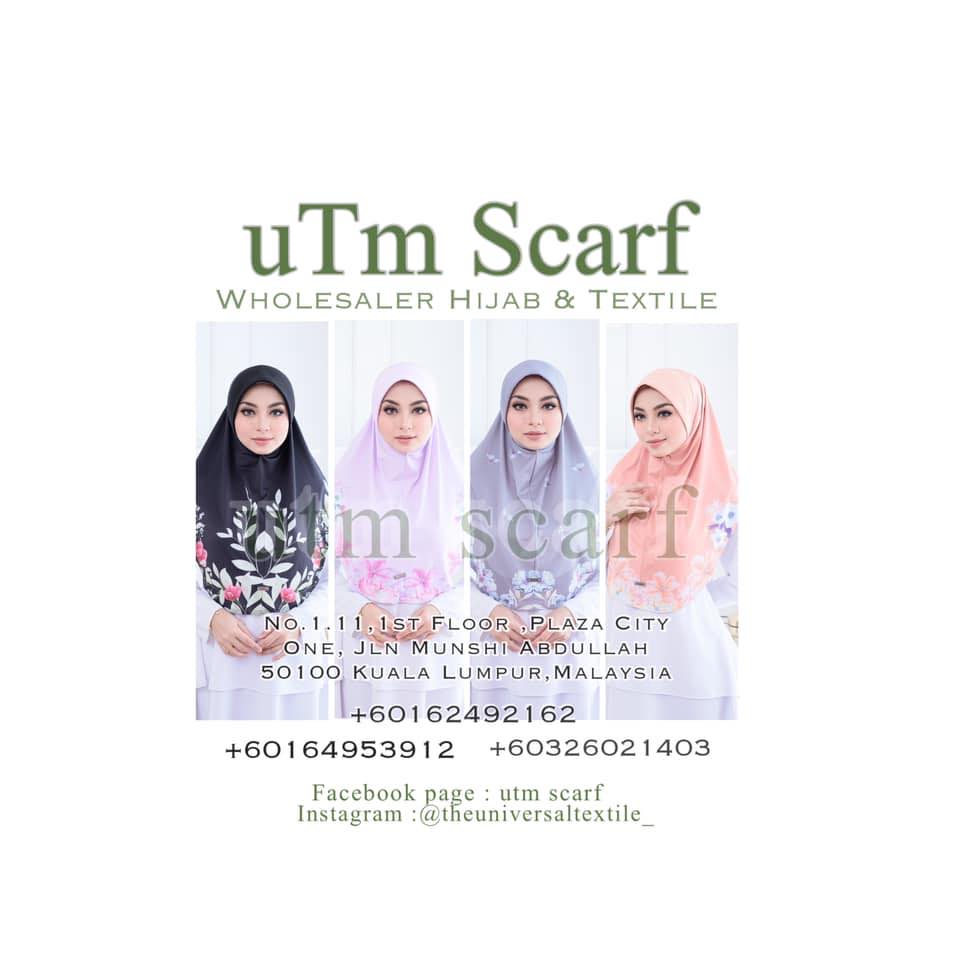 uTm Scarf
Wholesaler Hijab & Textile
utm scarf
No.1.11,1st Floor ,Plaza City
One, Jln Munshi Abdullah
50100 Kuala Lumpur,Malaysia
+60162492162
+60164953912 +60326021403
Facebook page : utm scarf
Instagram :@theuniversaltextile_